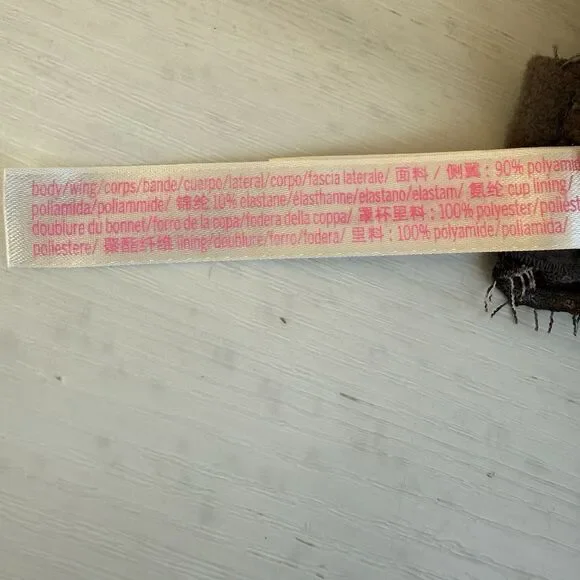 body/wing/corps/bande/cuerpo/lateral/corpo/fascia laterale/ 面料 / 侧翼 : 90% polyamid
poliamida/poliammide/ 锦纶 10% elastane/élasthanne/elastano/elastam/ 氨纶 cup lining/
doublure du bonnet/forro de la copa/fodera della coppa/ 罩杯里料 : 100% polyester/poliest
poliestere/ 聚酯纤维 lining/doublure/forro/fodera/ 里料 : 100% polyamide/poliamida/